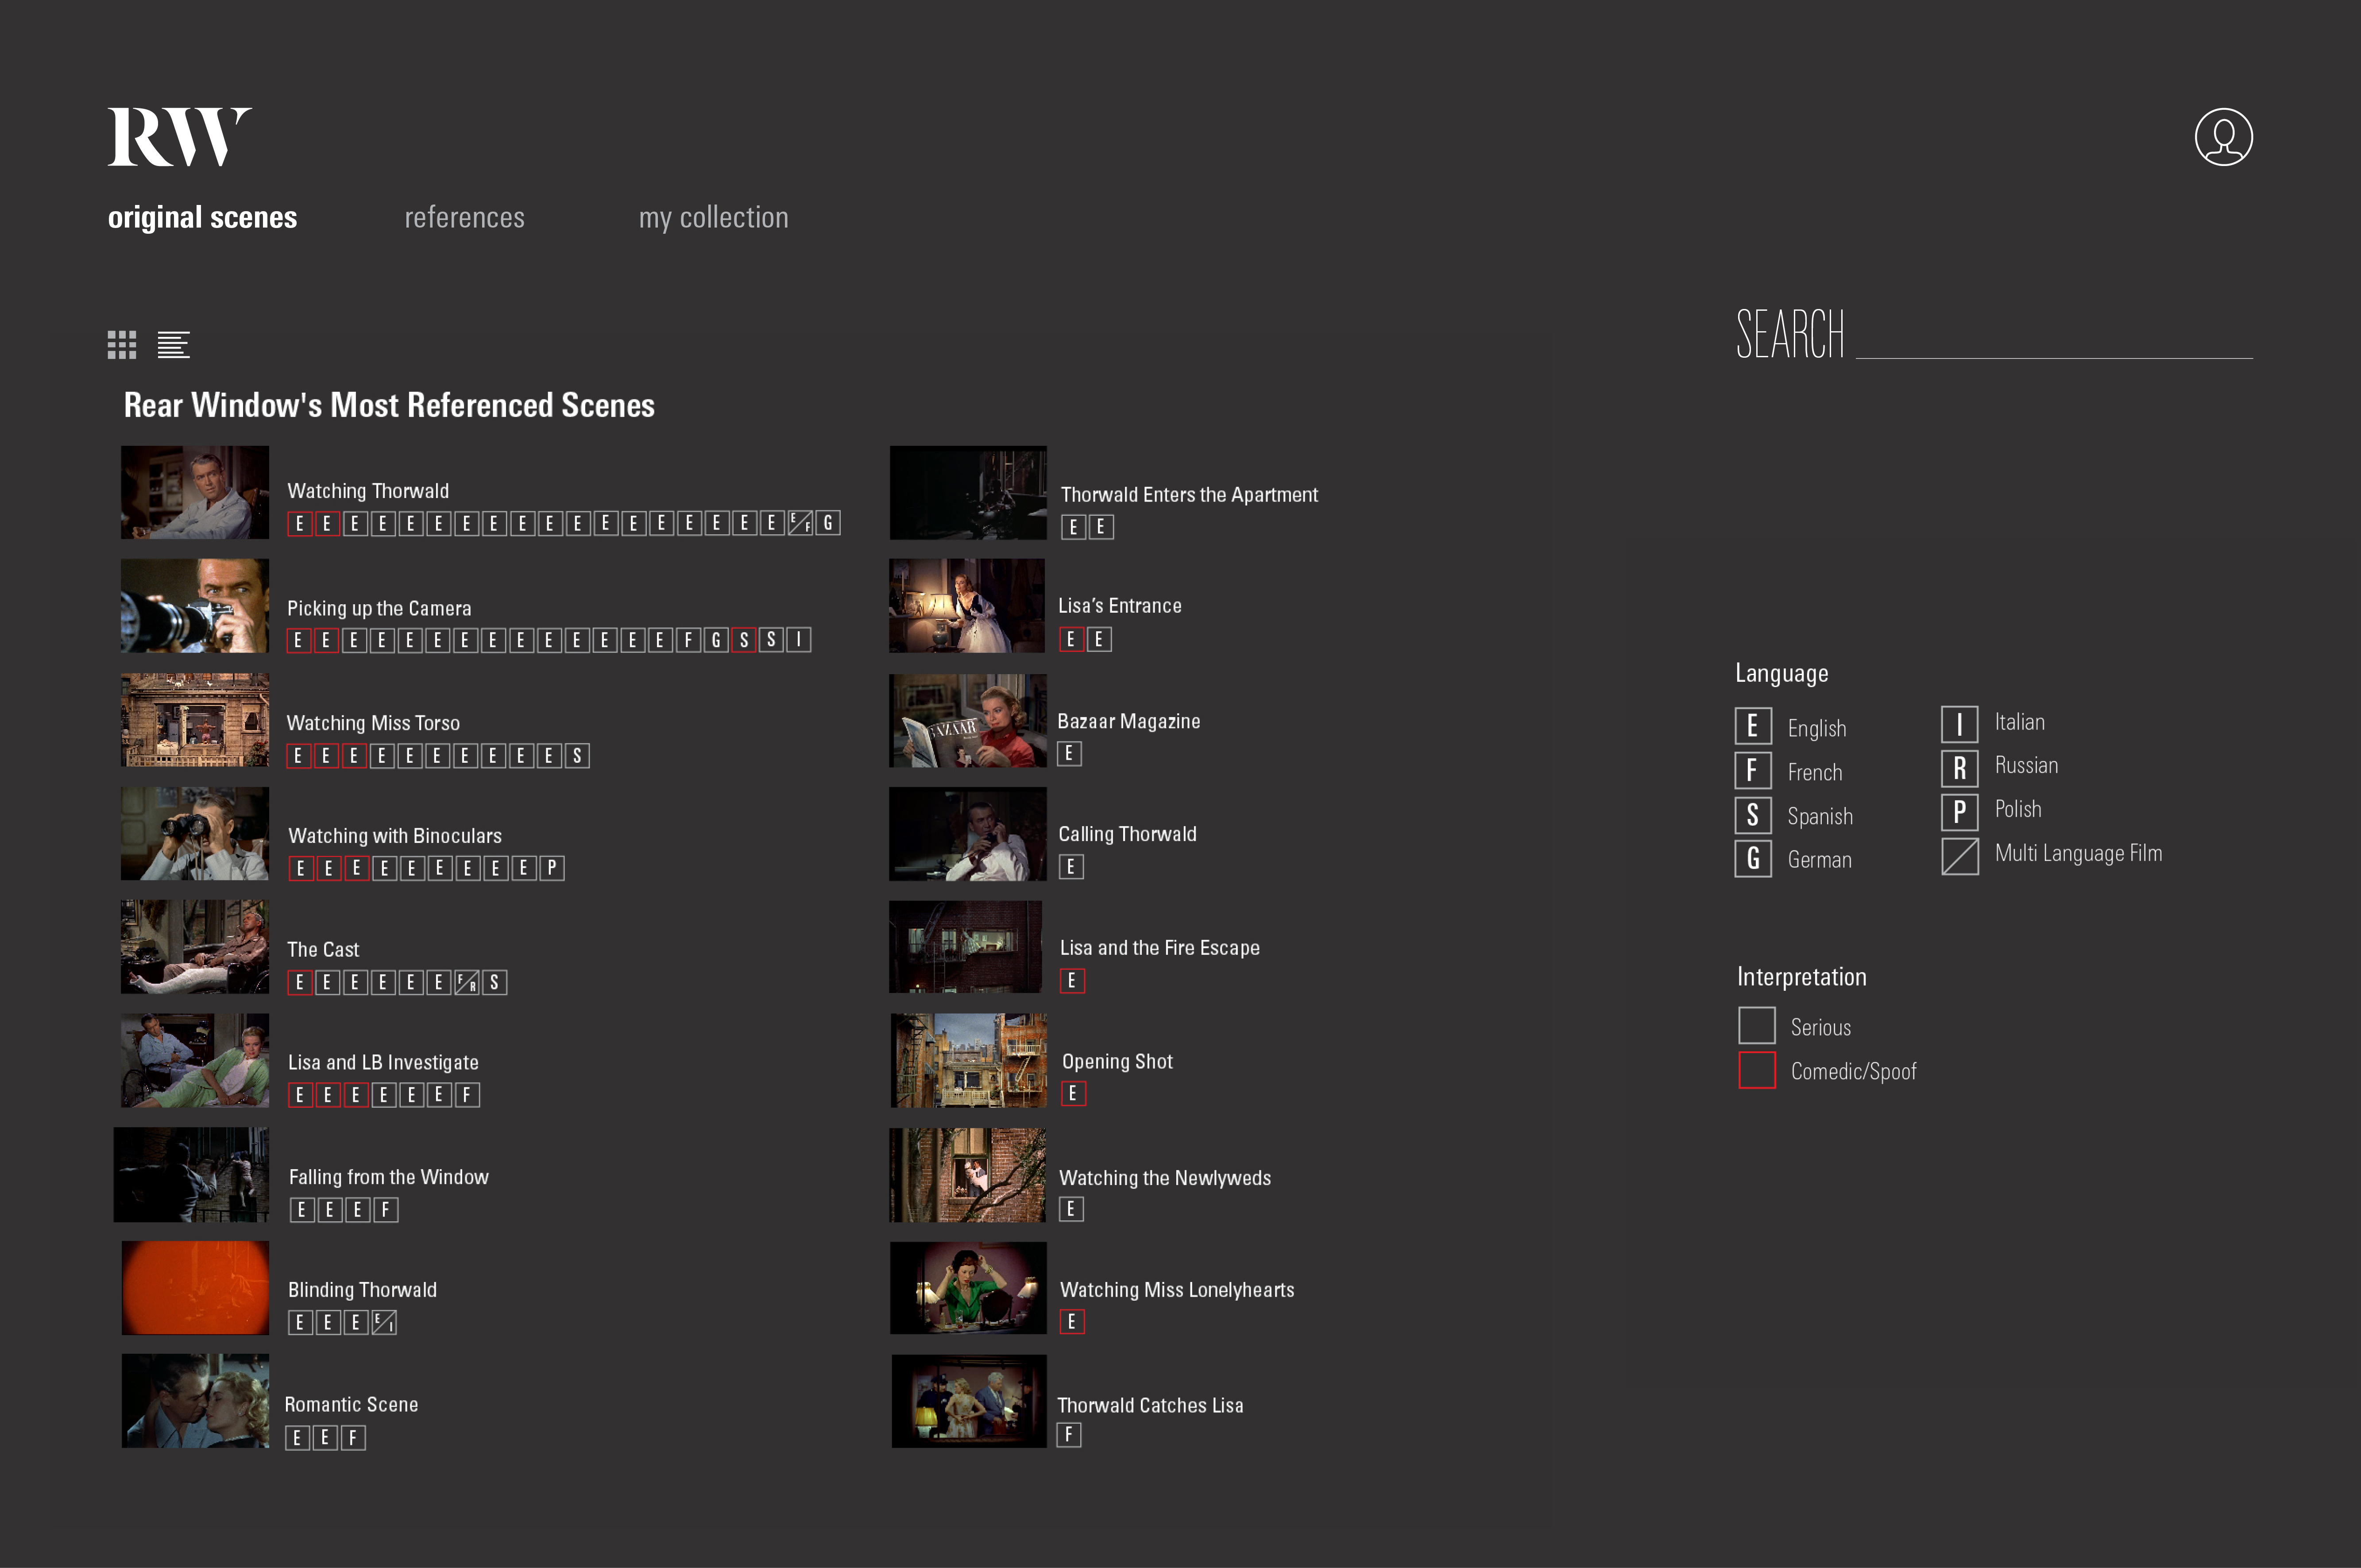 RW
original scenes references my collection
SEARCH
Rear Window's Most Referenced Scenes
Watching Thorwald
E E E E E E E E E E E E E E E E E E E/F G
Picking up the Camera
E E E E E E E E E E E E E E F G S S I
Watching Miss Torso
E E E E E E E E E E S
Watching with Binoculars
E E E E E E E E E P
The Cast
E E E E E E F/R S
Lisa and LB Investigate
E E E E E E F
Falling from the Window
E E E F
Blinding Thorwald
E E E E/I
Romantic Scene
E E F
Thorwald Enters the Apartment
E E
Lisa’s Entrance
E E
BAZAAR
Bazaar Magazine
E
Calling Thorwald
E
Lisa and the Fire Escape
E
Opening Shot
E
Watching the Newlyweds
E
Watching Miss Lonelyhearts
E
Thorwald Catches Lisa
F
Language
E English
F French
S Spanish
G German
I Italian
R Russian
P Polish
Multi Language Film
Interpretation
Serious
Comedic/Spoof